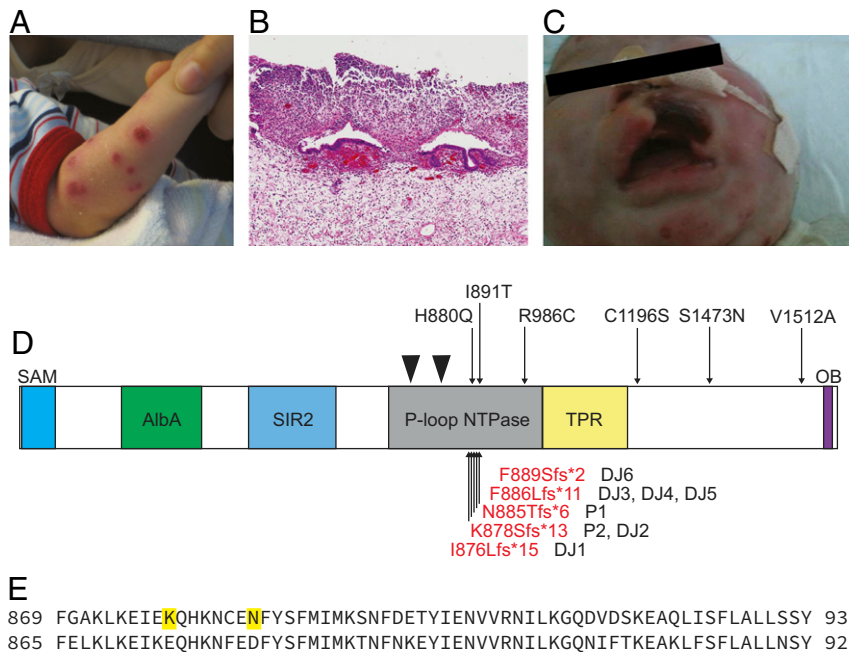 A
B
C
I891T
H880Q
R986C
C1196S
S1473N
V1512A
D
SAM
OB
AlbA
SIR2
P-loop NTPase
TPR
F889Sfs*2 DJ6
F886Lfs*11 DJ3, DJ4, DJ5
N885Tfs*6 P1
K878Sfs*13 P2, DJ2
I876Lfs*15 DJ1
E
869 FGAKLKEIEKQHKNCENFYSFMIMKSNFDETYIENVVRNILKGQDVDSKEAQLISFLALLSSY 93
865 FELKLKEIKEQHKNFEDFYSFMIMKTNFNKEYIENVVRNILKGQNIFTKEAKLFSFLALLNSY 92